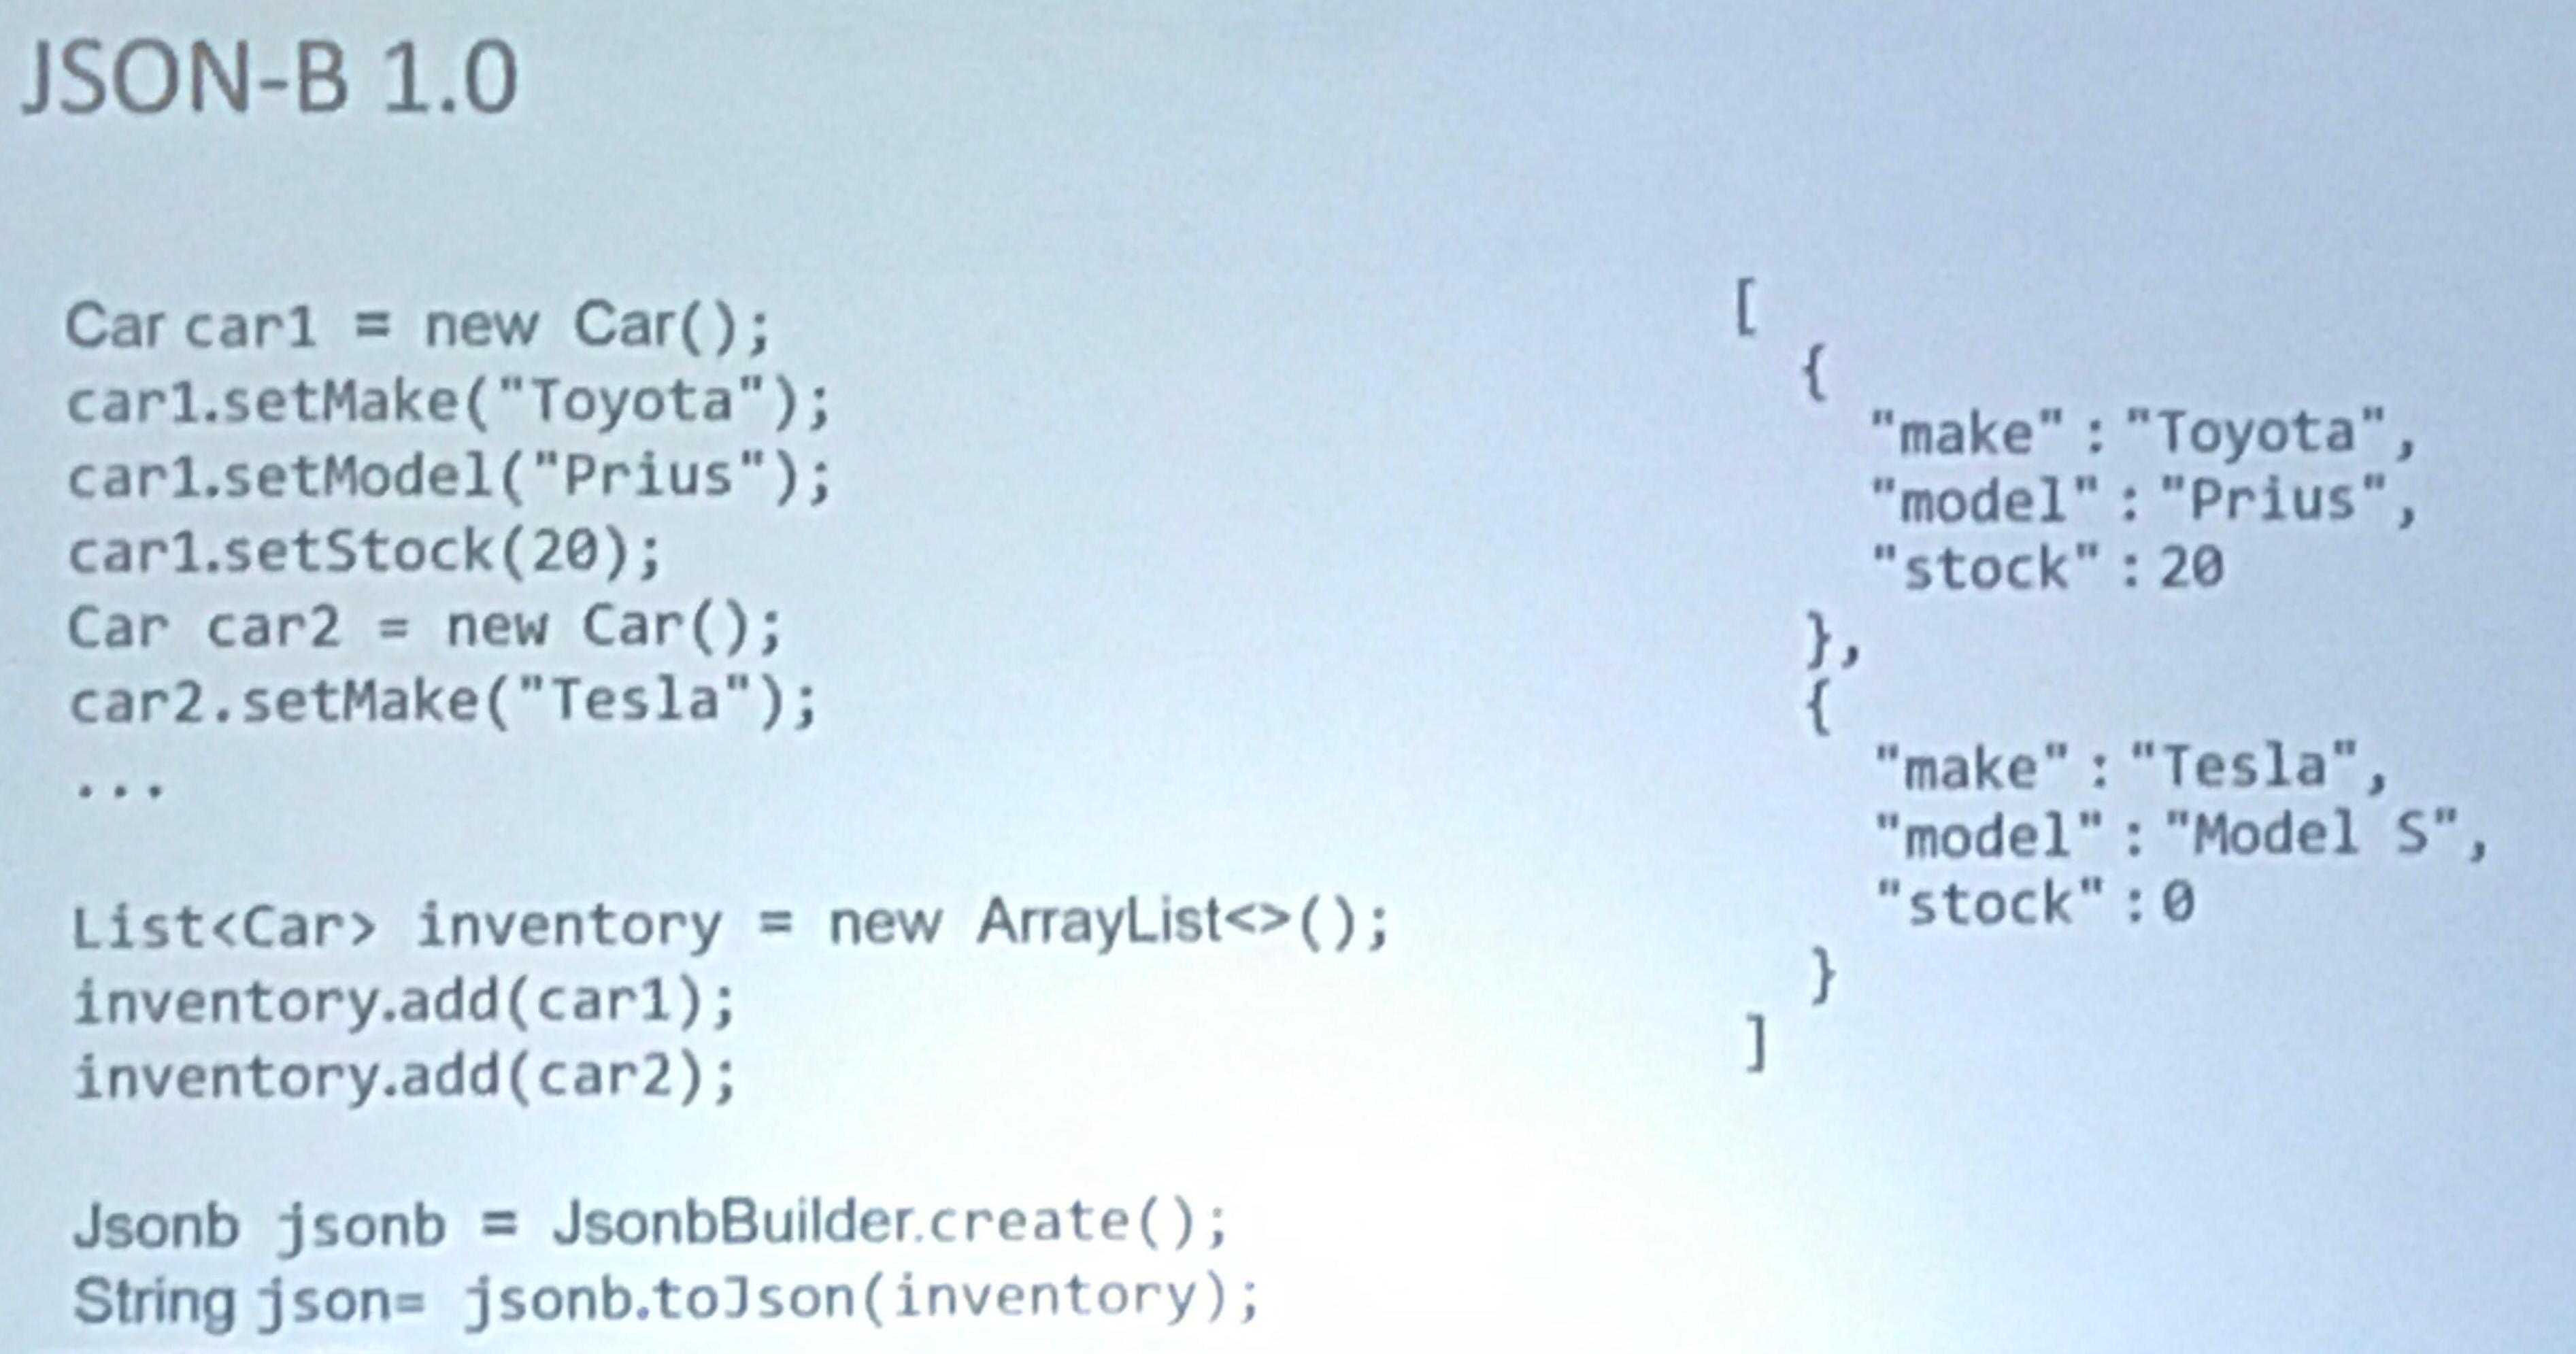 JSON-B 1.0
Car car1 = new Car();
car1.setMake("Toyota");
car1.setModel("Prius");
car1.setStock(20);
Car car2 = new Car();
car2.setMake("Tesla");
...
List<Car> inventory = new ArrayList<>();
inventory.add(car1);
inventory.add(car2);
Jsonb jsonb = JsonbBuilder.create();
String json= jsonb.toJson(inventory);
[
{
"make" : "Toyota",
"model" : "Prius",
"stock" : 20
},
{
"make" : "Tesla",
"model" : "Model S",
"stock" : 0
}
]